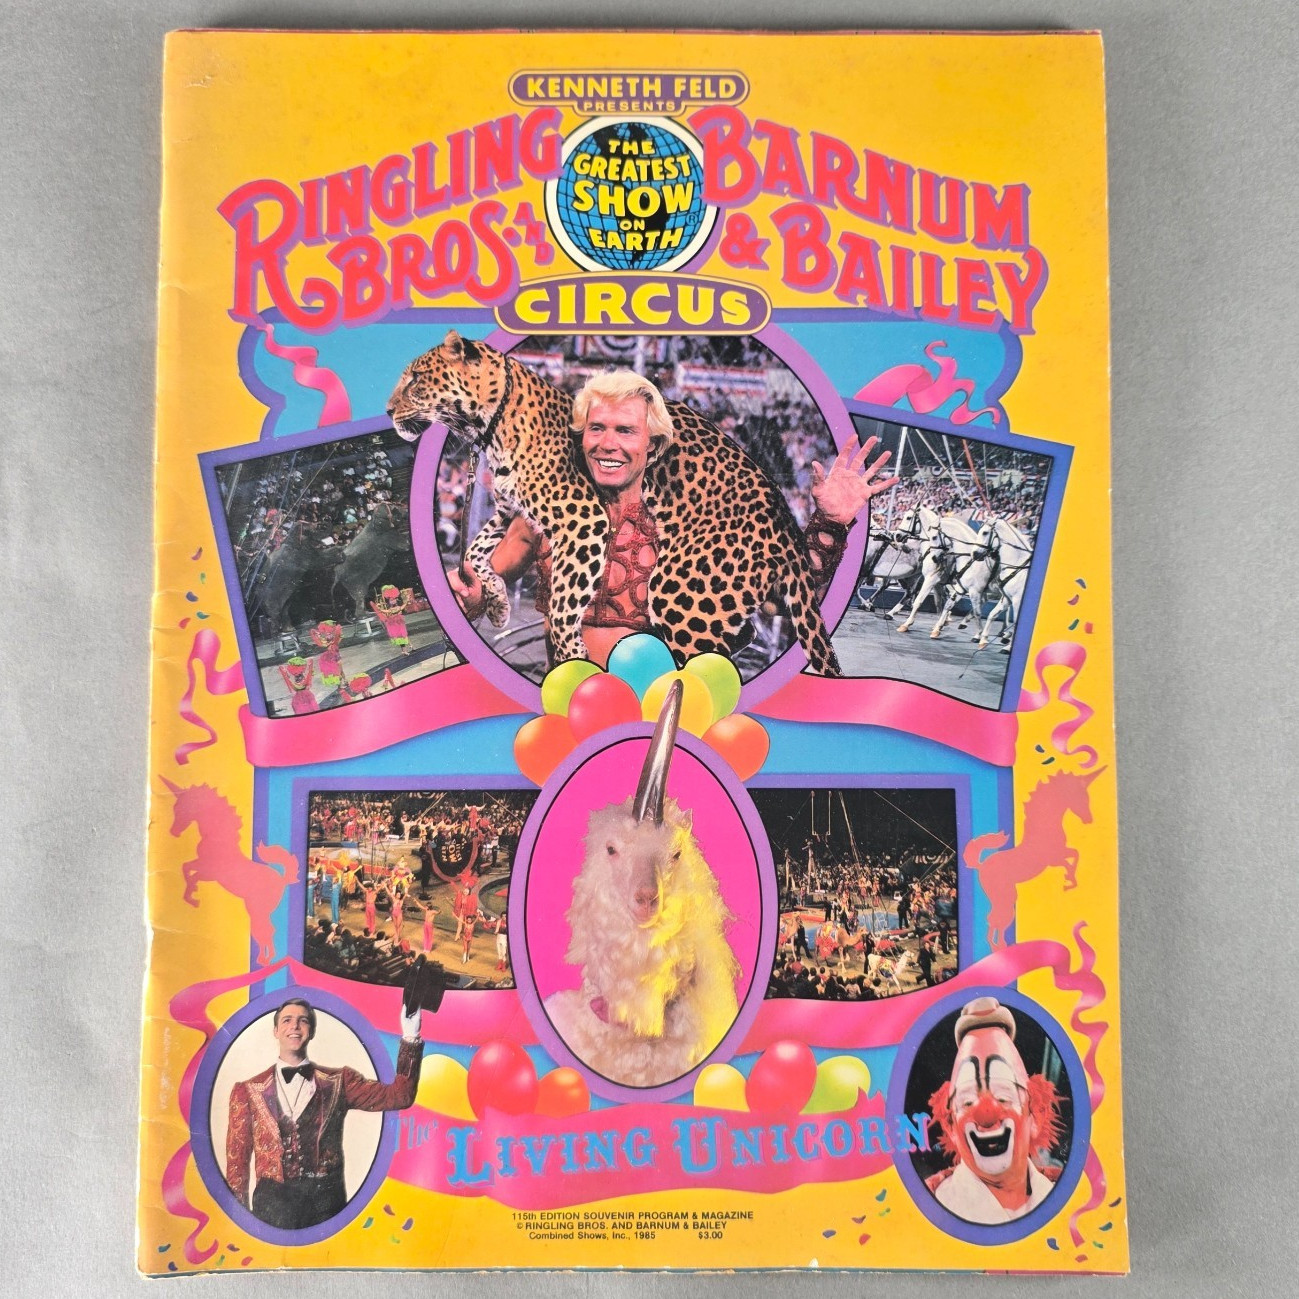 KENNETH FELD
PRESENTS
RINGLING BROS. AND
THE
GREATEST
SHOW
ON
EARTH
®
BARNUM & BAILEY
CIRCUS
The LIVING UNICORN
115th EDITION SOUVENIR PROGRAM & MAGAZINE
© RINGLING BROS. AND BARNUM & BAILEY
Combined Shows, Inc., 1985 $3.00